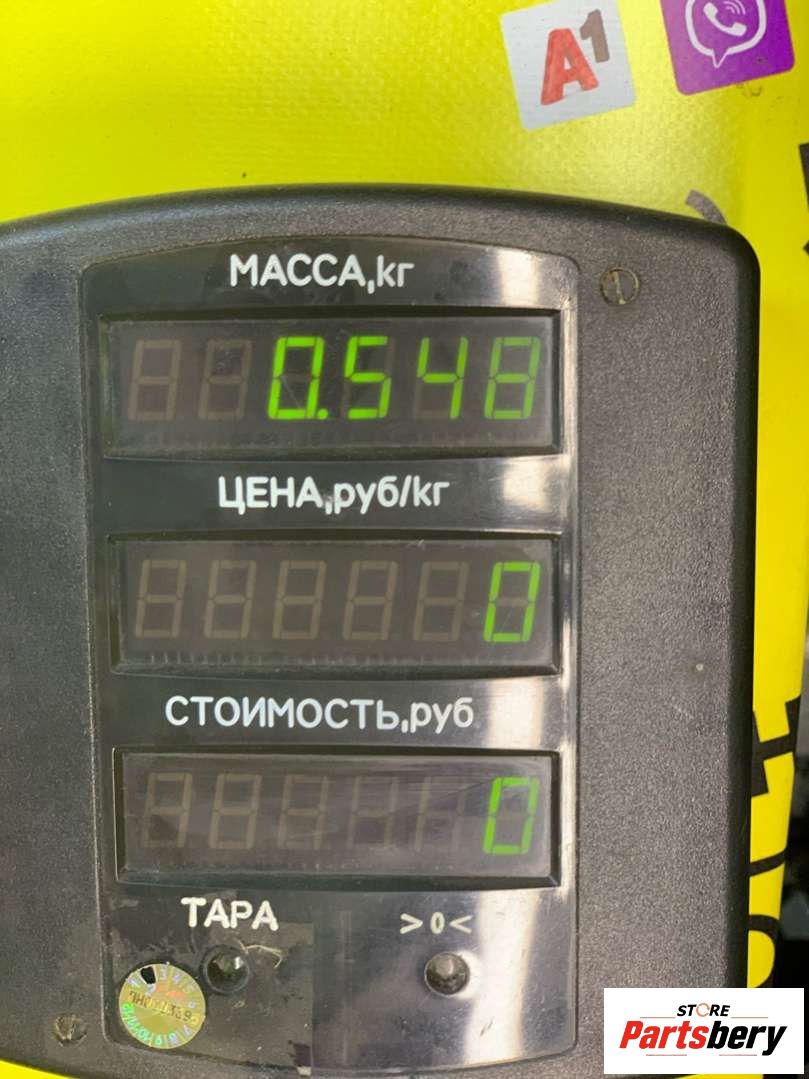 A1
МАССА,кг
0.548
ЦЕНА,руб/кг
0
СТОИМОСТЬ,руб
0
ТАРА
>0<
STORE
Partsbery